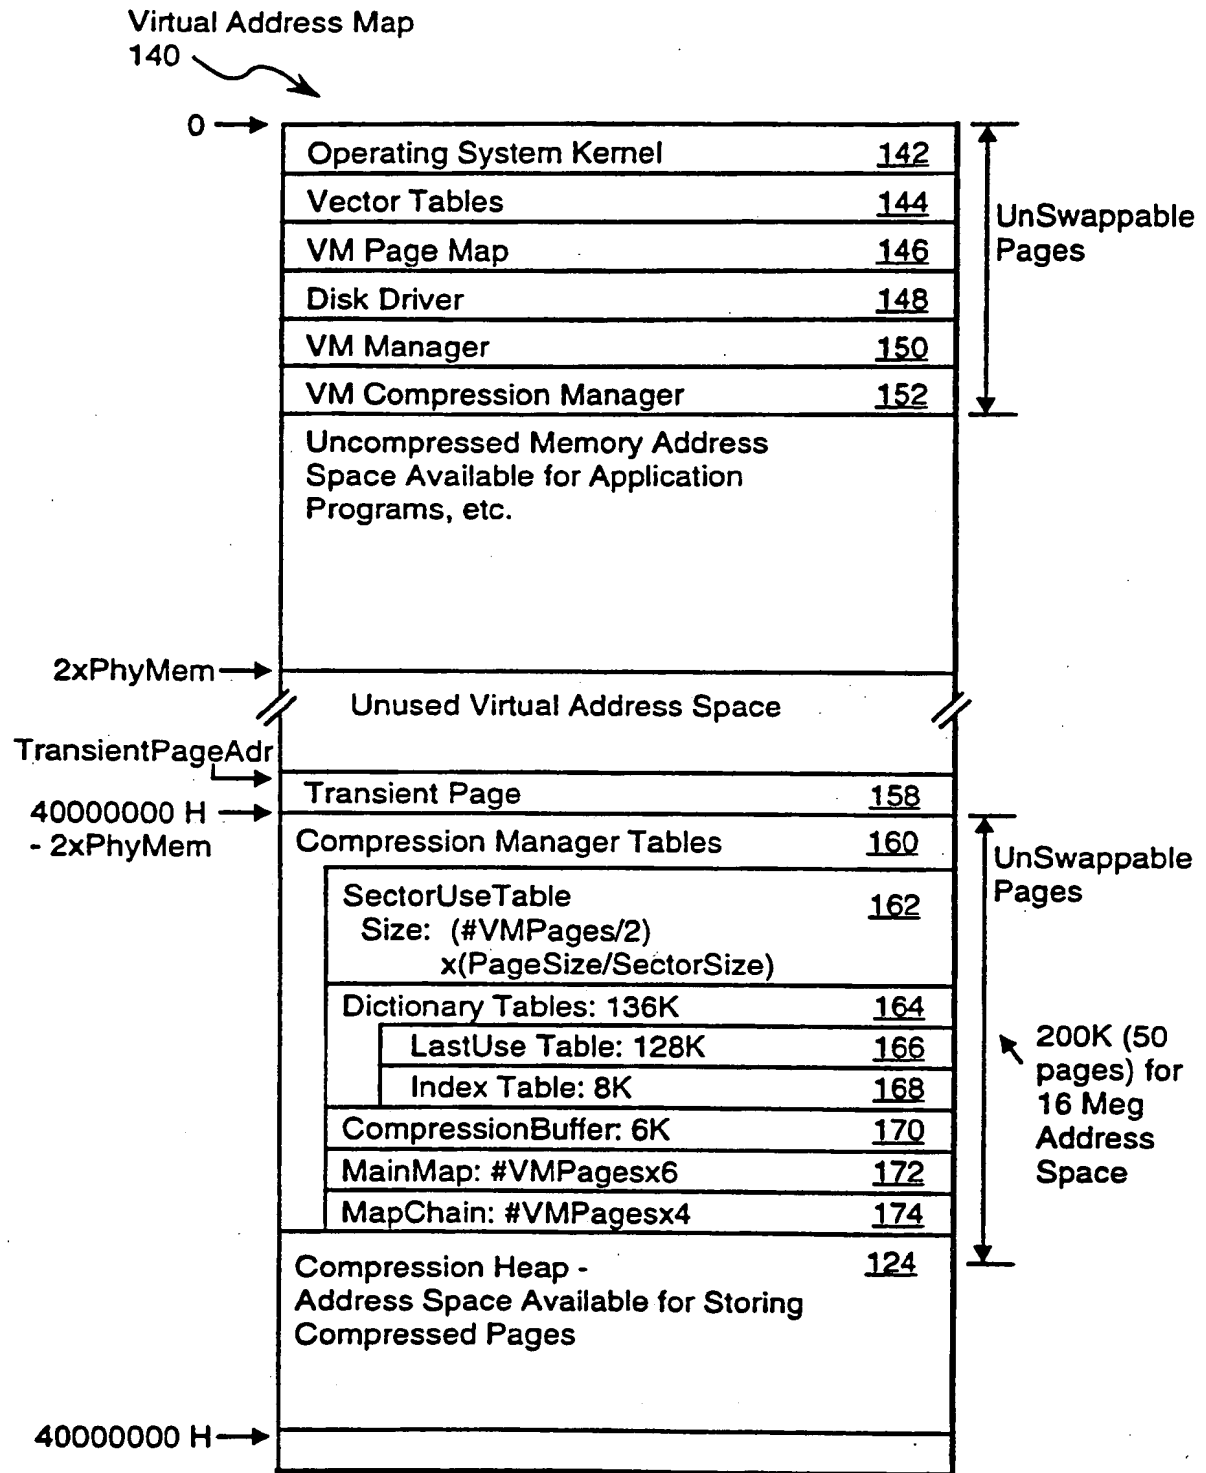 Virtual Address Map
140
0
Operating System Kernel 142
Vector Tables 144
VM Page Map 146
Disk Driver 148
VM Manager 150
VM Compression Manager 152
UnSwappable
Pages
Uncompressed Memory Address
Space Available for Application
Programs, etc.
2xPhyMem
Unused Virtual Address Space
TransientPageAdr
Transient Page 158
40000000 H
- 2xPhyMem
Compression Manager Tables 160
UnSwappable
Pages
SectorUseTable 162
Size: (#VMPages/2)
x(PageSize/SectorSize)
Dictionary Tables: 136K 164
LastUse Table: 128K 166
Index Table: 8K 168
CompressionBuffer: 6K 170
MainMap: #VMPagesx6 172
MapChain: #VMPagesx4 174
200K (50
pages) for
16 Meg
Address
Space
Compression Heap - 124
Address Space Available for Storing
Compressed Pages
40000000 H